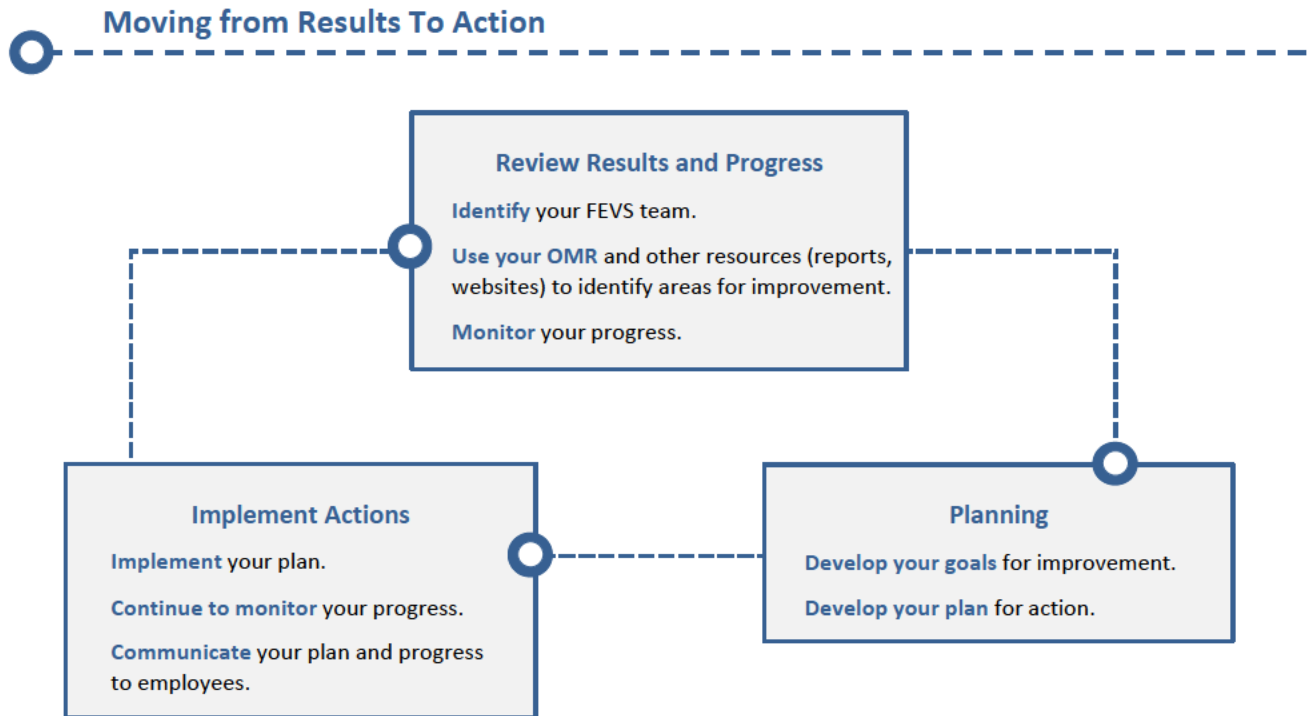 Moving from Results To Action
Review Results and Progress
Identify your FEVS team.
Use your OMR and other resources (reports,
websites) to identify areas for improvement.
Monitor your progress.
Implement Actions
Implement your plan.
Continue to monitor your progress.
Communicate your plan and progress
to employees.
Planning
Develop your goals for improvement.
Develop your plan for action.